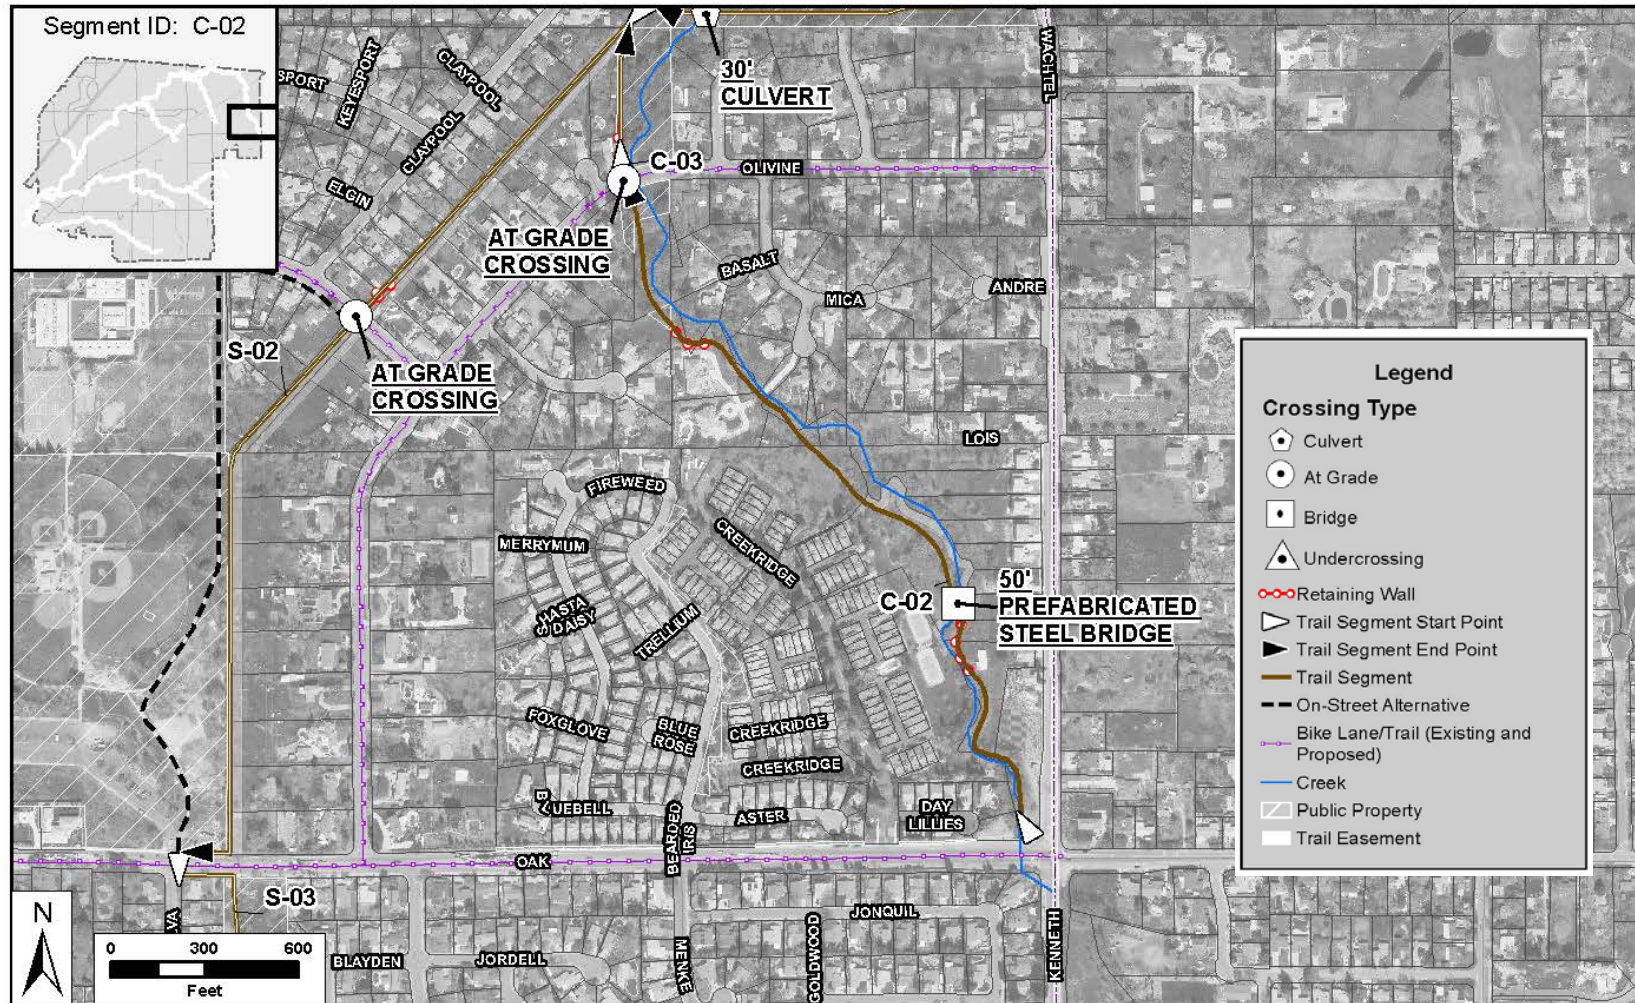 Segment ID: C-02
SPORT
KEYESPORT
CLAYPOOL
CLAYPOOL
ELGIN
30'
CULVERT
WACHTEL
C-03
OLIVINE
AT GRADE
CROSSING
BASALT
MICA
ANDRE
S-02
AT GRADE
CROSSING
LOIS
FIREWEED
MERRYMUM
CREEKRIDGE
SHASTA
DAISY
TRELLIUM
C-02
50'
PREFABRICATED
STEEL BRIDGE
FOXGLOVE
BLUE
ROSE
CREEKRIDGE
CREEKRIDGE
BLUEBELL
BEARDED
IRIS
ASTER
DAY
LILLIES
OAK
S-03
VA
JONQUIL
GOLDWOOD
KENNETH
MENKE
BLAYDEN
JORDELL
N
0 300 600
Feet
Legend
Crossing Type
Culvert
At Grade
Bridge
Undercrossing
Retaining Wall
Trail Segment Start Point
Trail Segment End Point
Trail Segment
On-Street Alternative
Bike Lane/Trail (Existing and
Proposed)
Creek
Public Property
Trail Easement